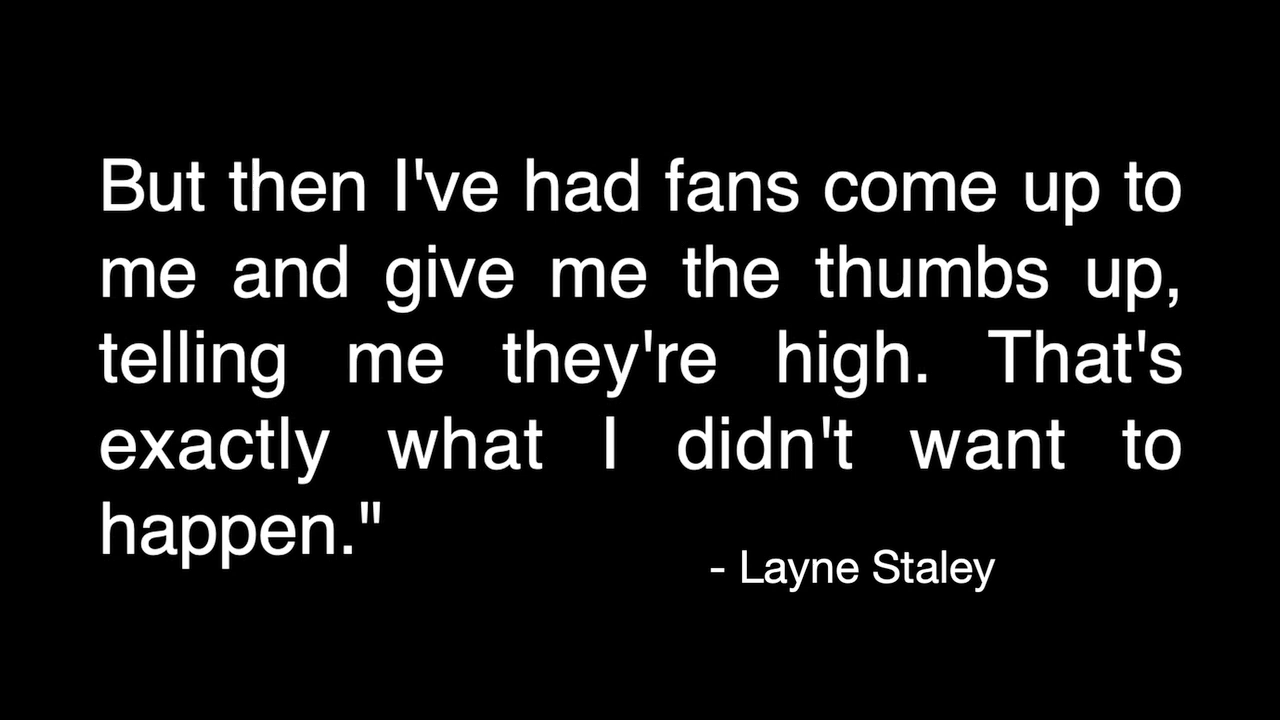 But then I've had fans come up to
me and give me the thumbs up,
telling me they're high. That's
exactly what I didn't want to
happen."
- Layne Staley